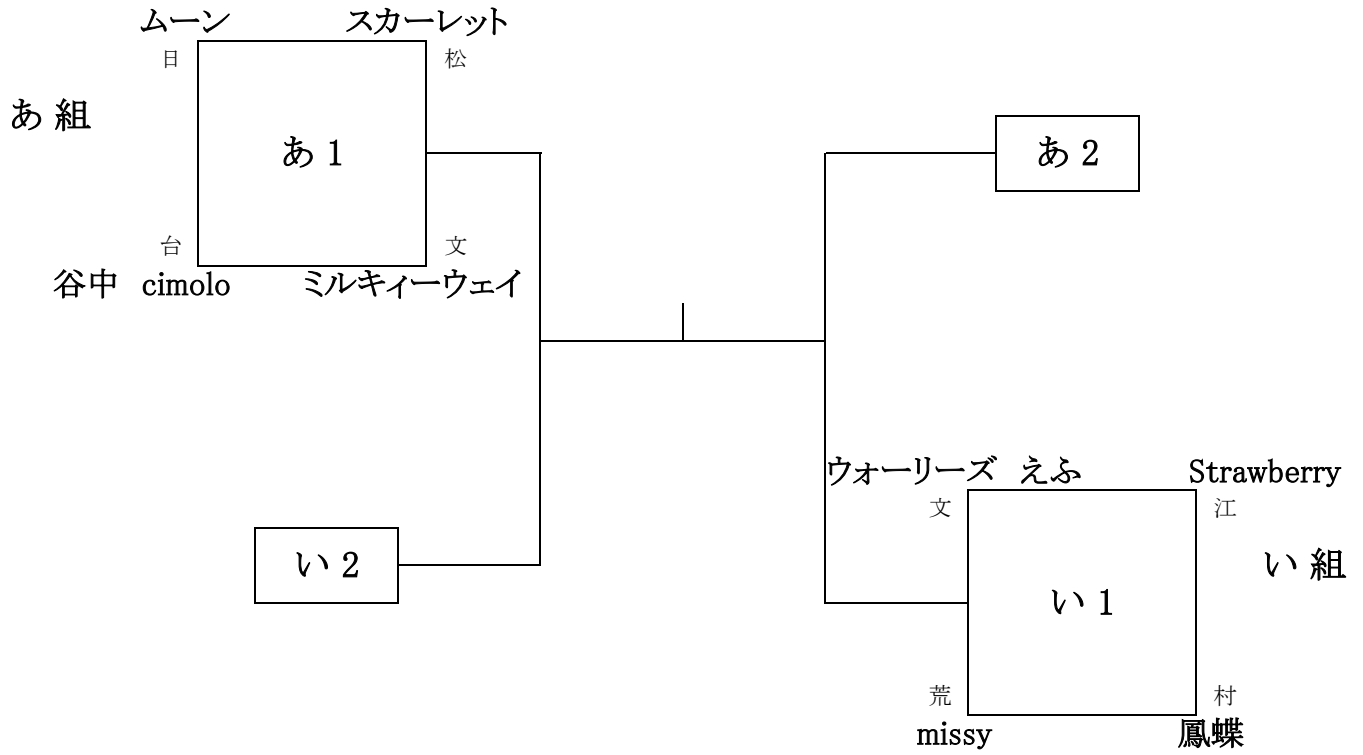 ムーン スカーレット
日 松
あ 組
あ 1 あ 2
台 文
谷中 cimolo ミルキィーウェイ
ウォーリーズ えふ Strawberry
文 江
い 2 い 組
い 1
荒 村
missy 鳳蝶